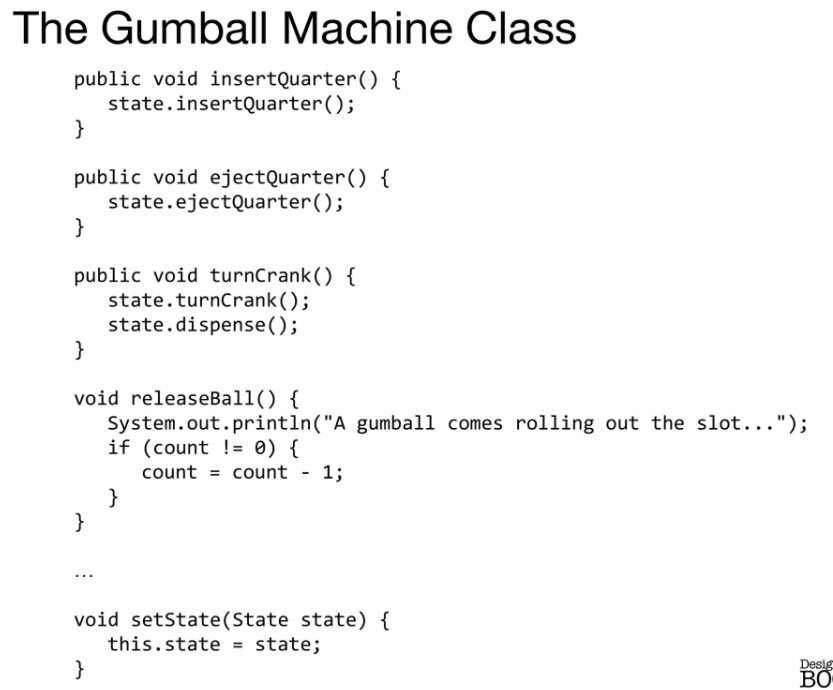 The Gumball Machine Class
public void insertQuarter() {
state.insertQuarter();
}
public void ejectQuarter() {
state.ejectQuarter();
}
public void turnCrank() {
state.turnCrank();
state.dispense();
}
void releaseBall() {
System.out.println("A gumball comes rolling out the slot...");
if (count != 0) {
count = count - 1;
}
}
...
void setState(State state) {
this.state = state;
}